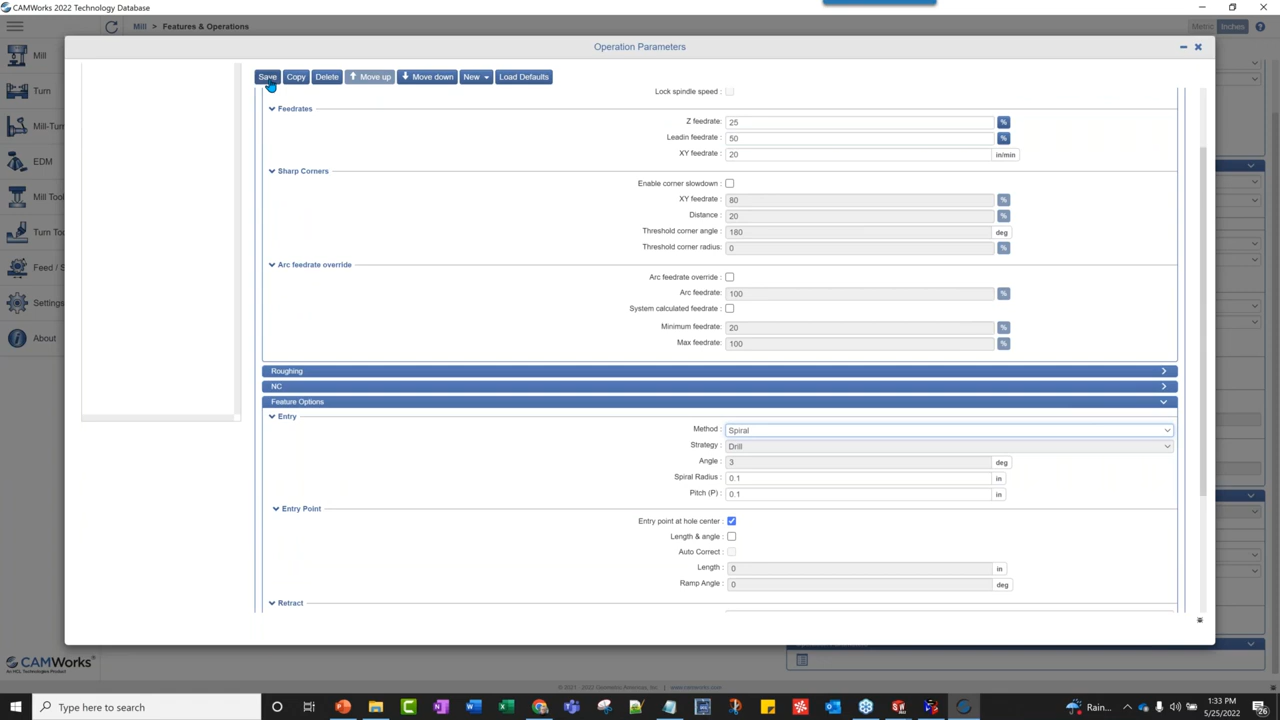 CAMWorks 2022 Technology Database
Mill > Features & Operations
Metric Inches
Operation Parameters
Mill
Turn
Mill-Turn
EDM
Mill Tool
Turn Too
Feed / S
Settings
About
Save Copy Delete Move up Move down New Load Defaults
Lock spindle speed :
Feedrates
Z feedrate: 25 %
Leadin feedrate : 50 %
XY feedrate : 20 in/min
Sharp Corners
Enable corner slowdown :
XY feedrate : 80 %
Distance : 20 %
Threshold corner angle : 180 deg
Threshold corner radius: 0 %
Arc feedrate override
Arc feedrate override :
Arc feedrate: 100 %
System calculated feedrate :
Minimum feedrate: 20 %
Max feedrate: 100 %
Roughing
NC
Feature Options
Entry
Method : Spiral
Strategy : Drill
Angle : 3 deg
Spiral Radius : 0.1 in
Pitch (P) : 0.1 in
Entry Point
Entry point at hole center :
Length & angle :
Auto Correct :
Length : 0 in
Ramp Angle : 0 deg
Retract
CAMWorks
An HCL Technologies Product
Type here to search
Rain...
1:33 PM
5/25/2022
26